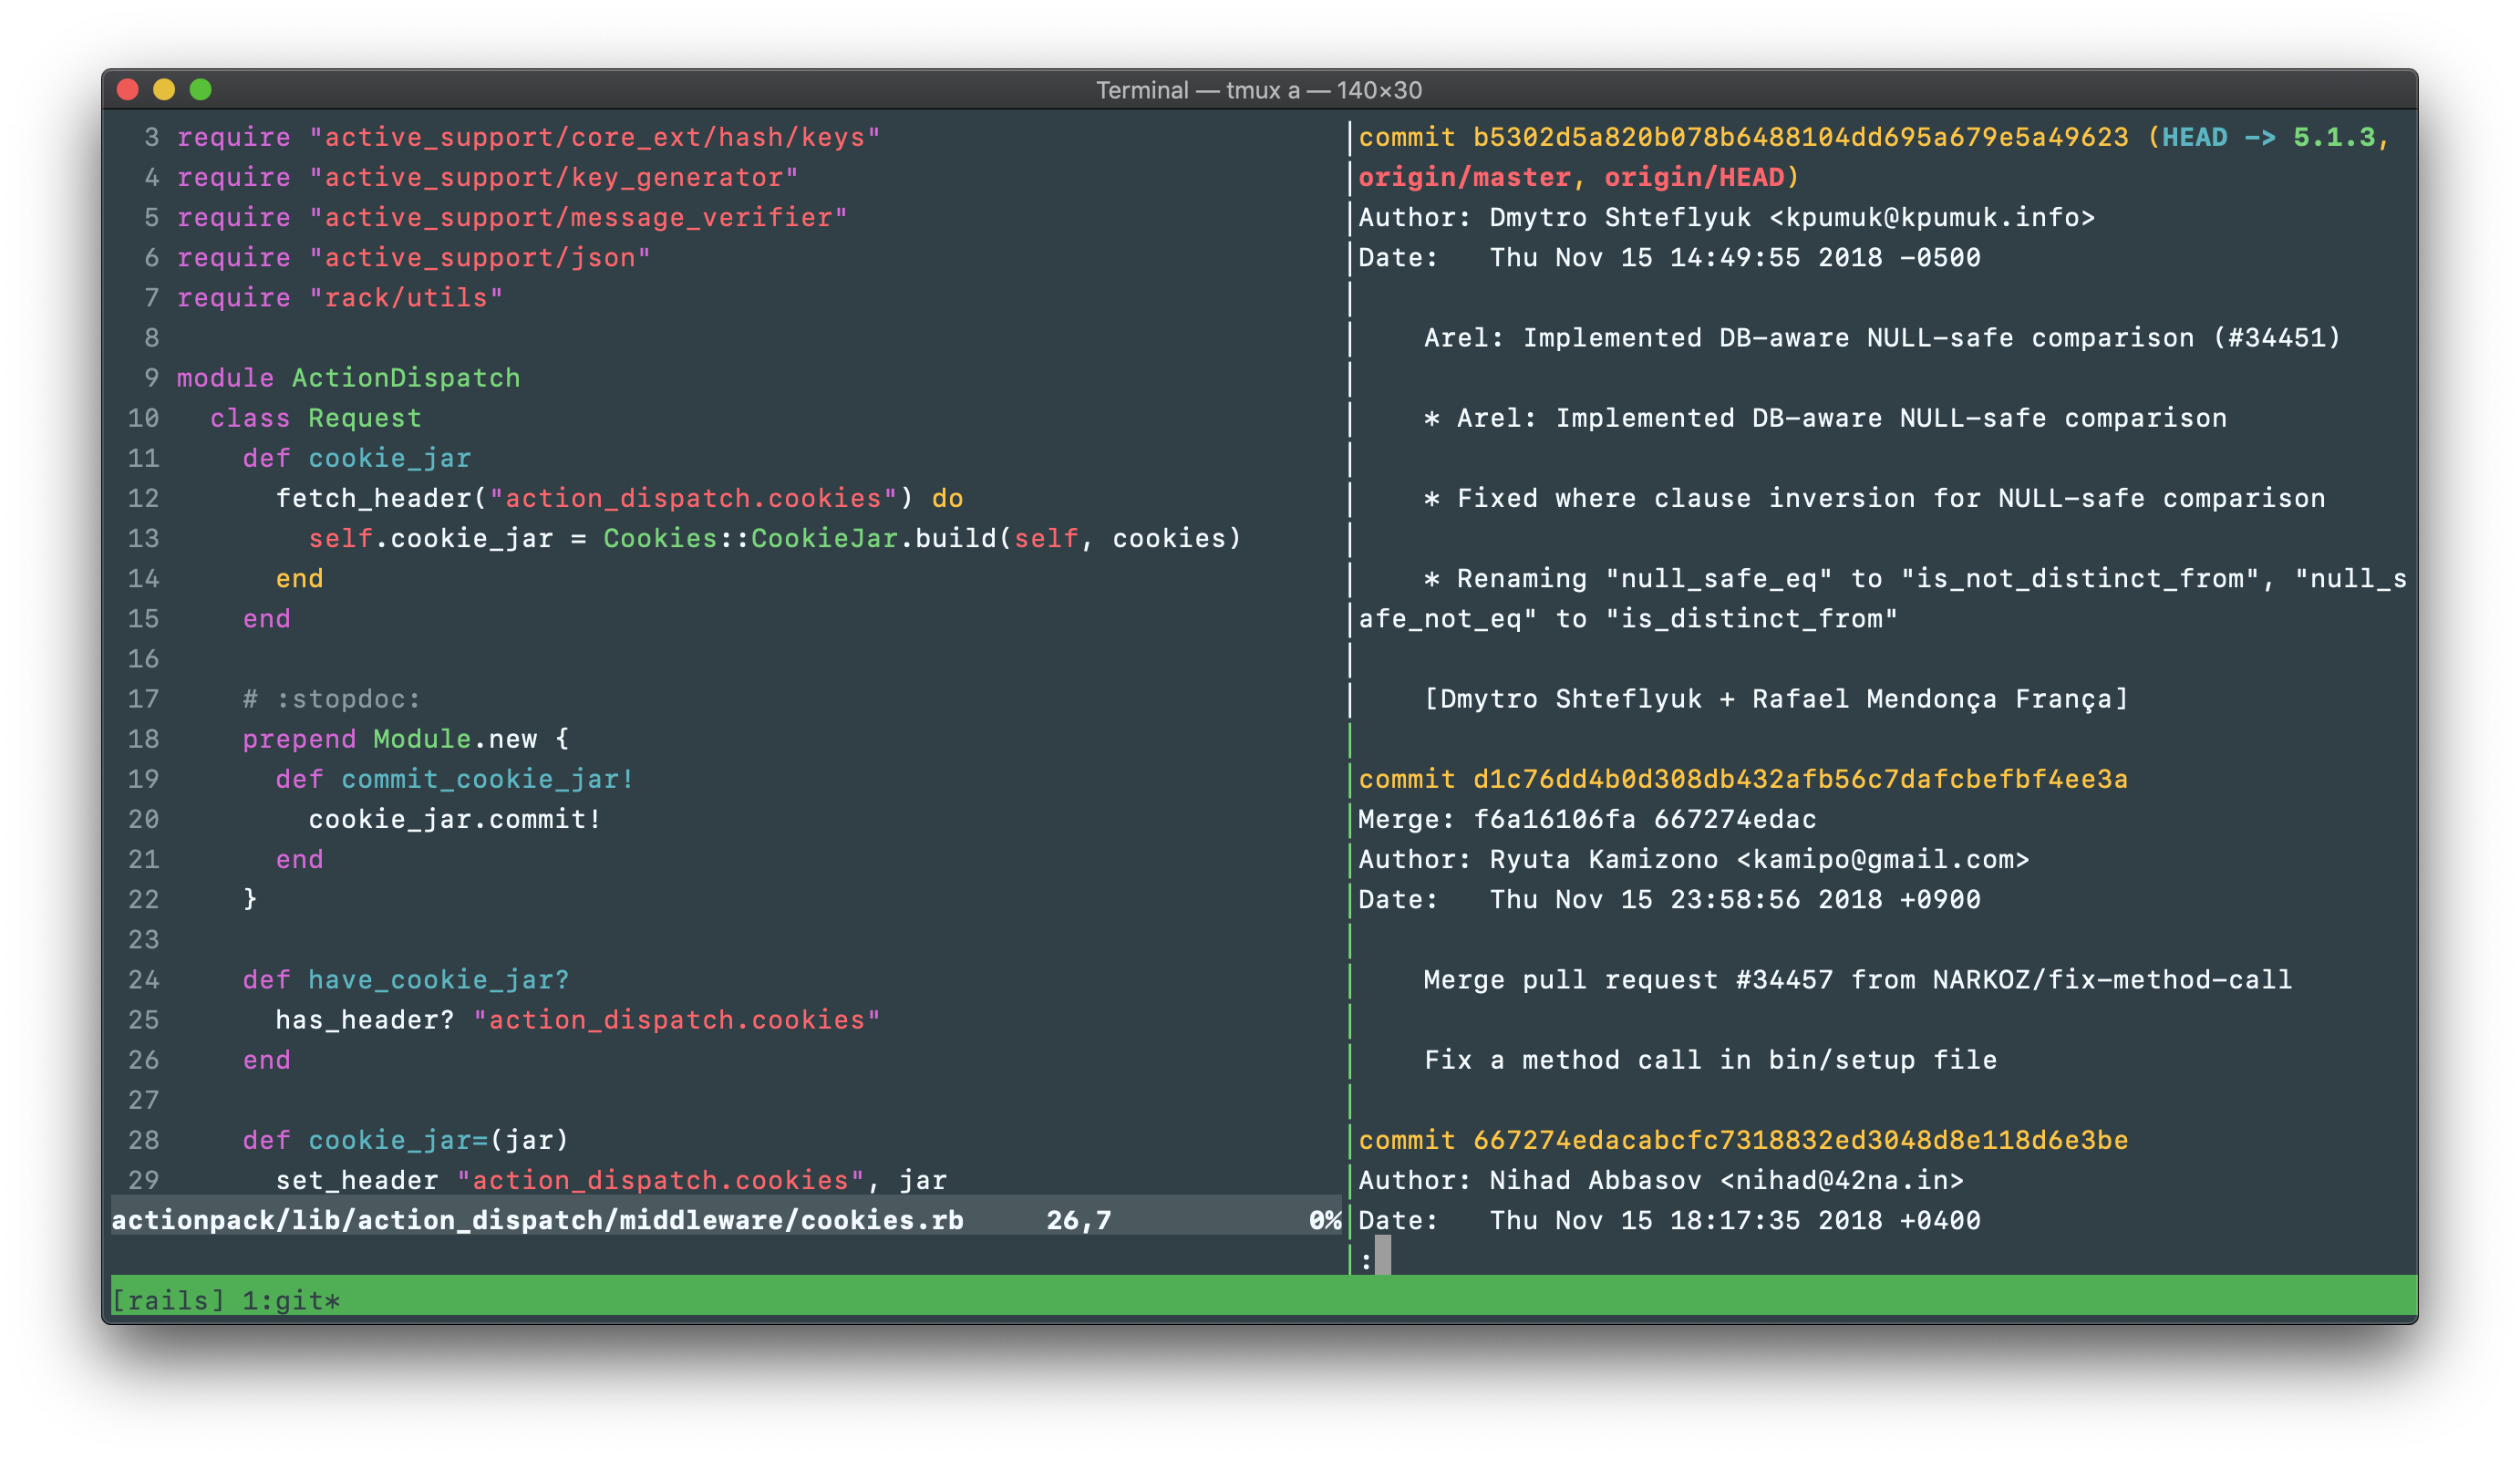 Terminal — tmux a — 140×30
3 require "active_support/core_ext/hash/keys"
4 require "active_support/key_generator"
5 require "active_support/message_verifier"
6 require "active_support/json"
7 require "rack/utils"
8
9 module ActionDispatch
10   class Request
11     def cookie_jar
12       fetch_header("action_dispatch.cookies") do
13         self.cookie_jar = Cookies::CookieJar.build(self, cookies)
14       end
15     end
16
17     # :stopdoc:
18     prepend Module.new {
19       def commit_cookie_jar!
20         cookie_jar.commit!
21       end
22     }
23
24     def have_cookie_jar?
25       has_header? "action_dispatch.cookies"
26     end
27
28     def cookie_jar=(jar)
29       set_header "action_dispatch.cookies", jar
actionpack/lib/action_dispatch/middleware/cookies.rb     26,7            0%
commit b5302d5a820b078b6488104dd695a679e5a49623 (HEAD -> 5.1.3,
origin/master, origin/HEAD)
Author: Dmytro Shteflyuk <kpumuk@kpumuk.info>
Date:   Thu Nov 15 14:49:55 2018 -0500
    Arel: Implemented DB-aware NULL-safe comparison (#34451)
    * Arel: Implemented DB-aware NULL-safe comparison
    * Fixed where clause inversion for NULL-safe comparison
    * Renaming "null_safe_eq" to "is_not_distinct_from", "null_s
afe_not_eq" to "is_distinct_from"
    [Dmytro Shteflyuk + Rafael Mendonça França]
commit d1c76dd4b0d308db432afb56c7dafcbefbf4ee3a
Merge: f6a16106fa 667274edac
Author: Ryuta Kamizono <kamipo@gmail.com>
Date:   Thu Nov 15 23:58:56 2018 +0900
    Merge pull request #34457 from NARKOZ/fix-method-call
    Fix a method call in bin/setup file
commit 667274edacabcfc7318832ed3048d8e118d6e3be
Author: Nihad Abbasov <nihad@42na.in>
Date:   Thu Nov 15 18:17:35 2018 +0400
:
[rails] 1:git*